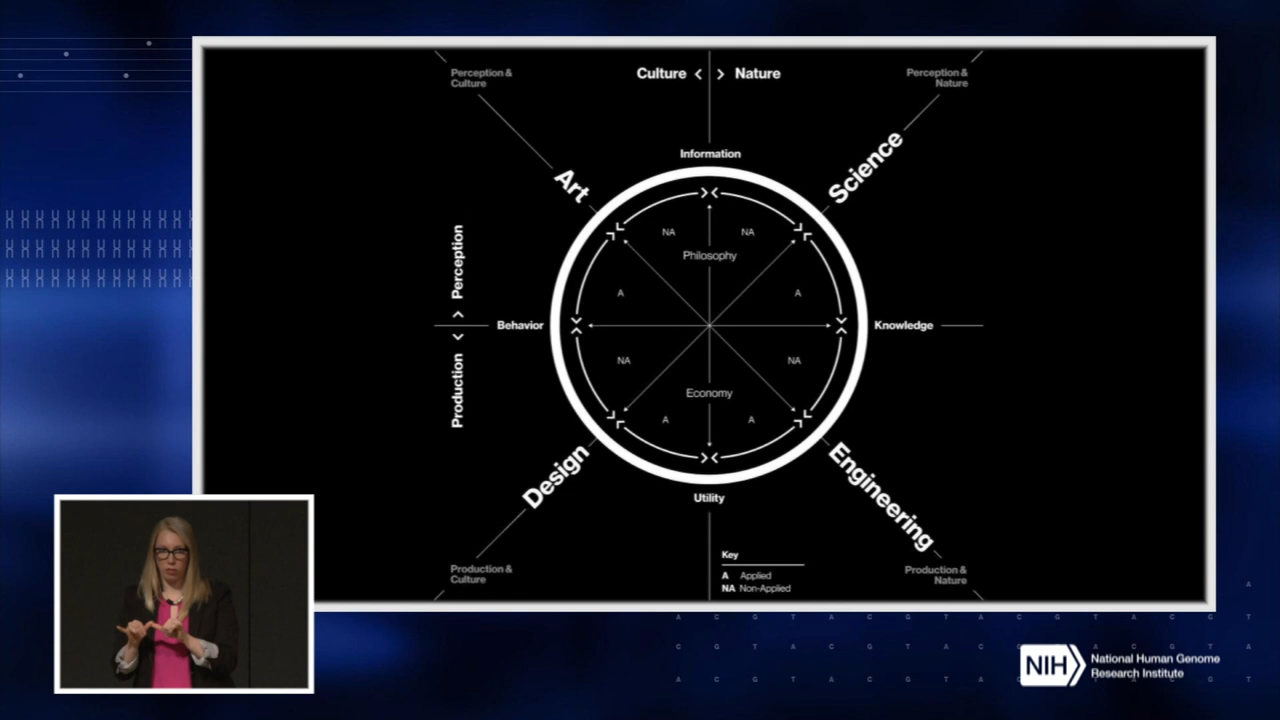 Perception &
Culture
Culture < > Nature
Perception &
Nature
Information
Art
Science
NA
NA
Philosophy
A
A
Production < > Perception
Behavior
Knowledge
NA
NA
Economy
A
A
Design
Engineering
Utility
Key
A Applied
NA Non-Applied
Production &
Culture
Production &
Nature
A
A C G T A C G T A C G T A C G T
C G T A C G T A C G T A C G T A
A C G T A C G T A C G T A C G T
NIH
National Human Genome
Research Institute